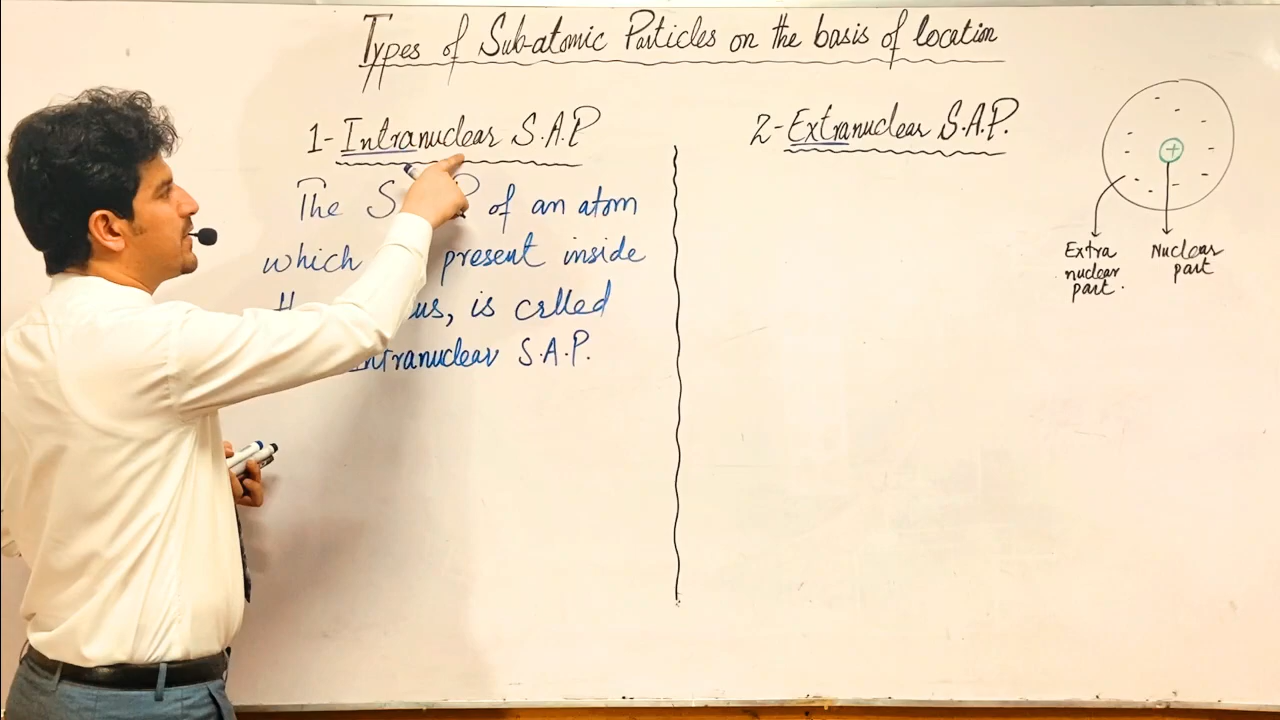 Types of Sub-atomic Particles on the basis of location
1- Intranuclear S.A.P
The S P of an atom
which present inside
us, is called
Intranuclear S.A.P.
2- Extranuclear S.A.P.
+
Extra
nuclear
part.
Nuclear
part